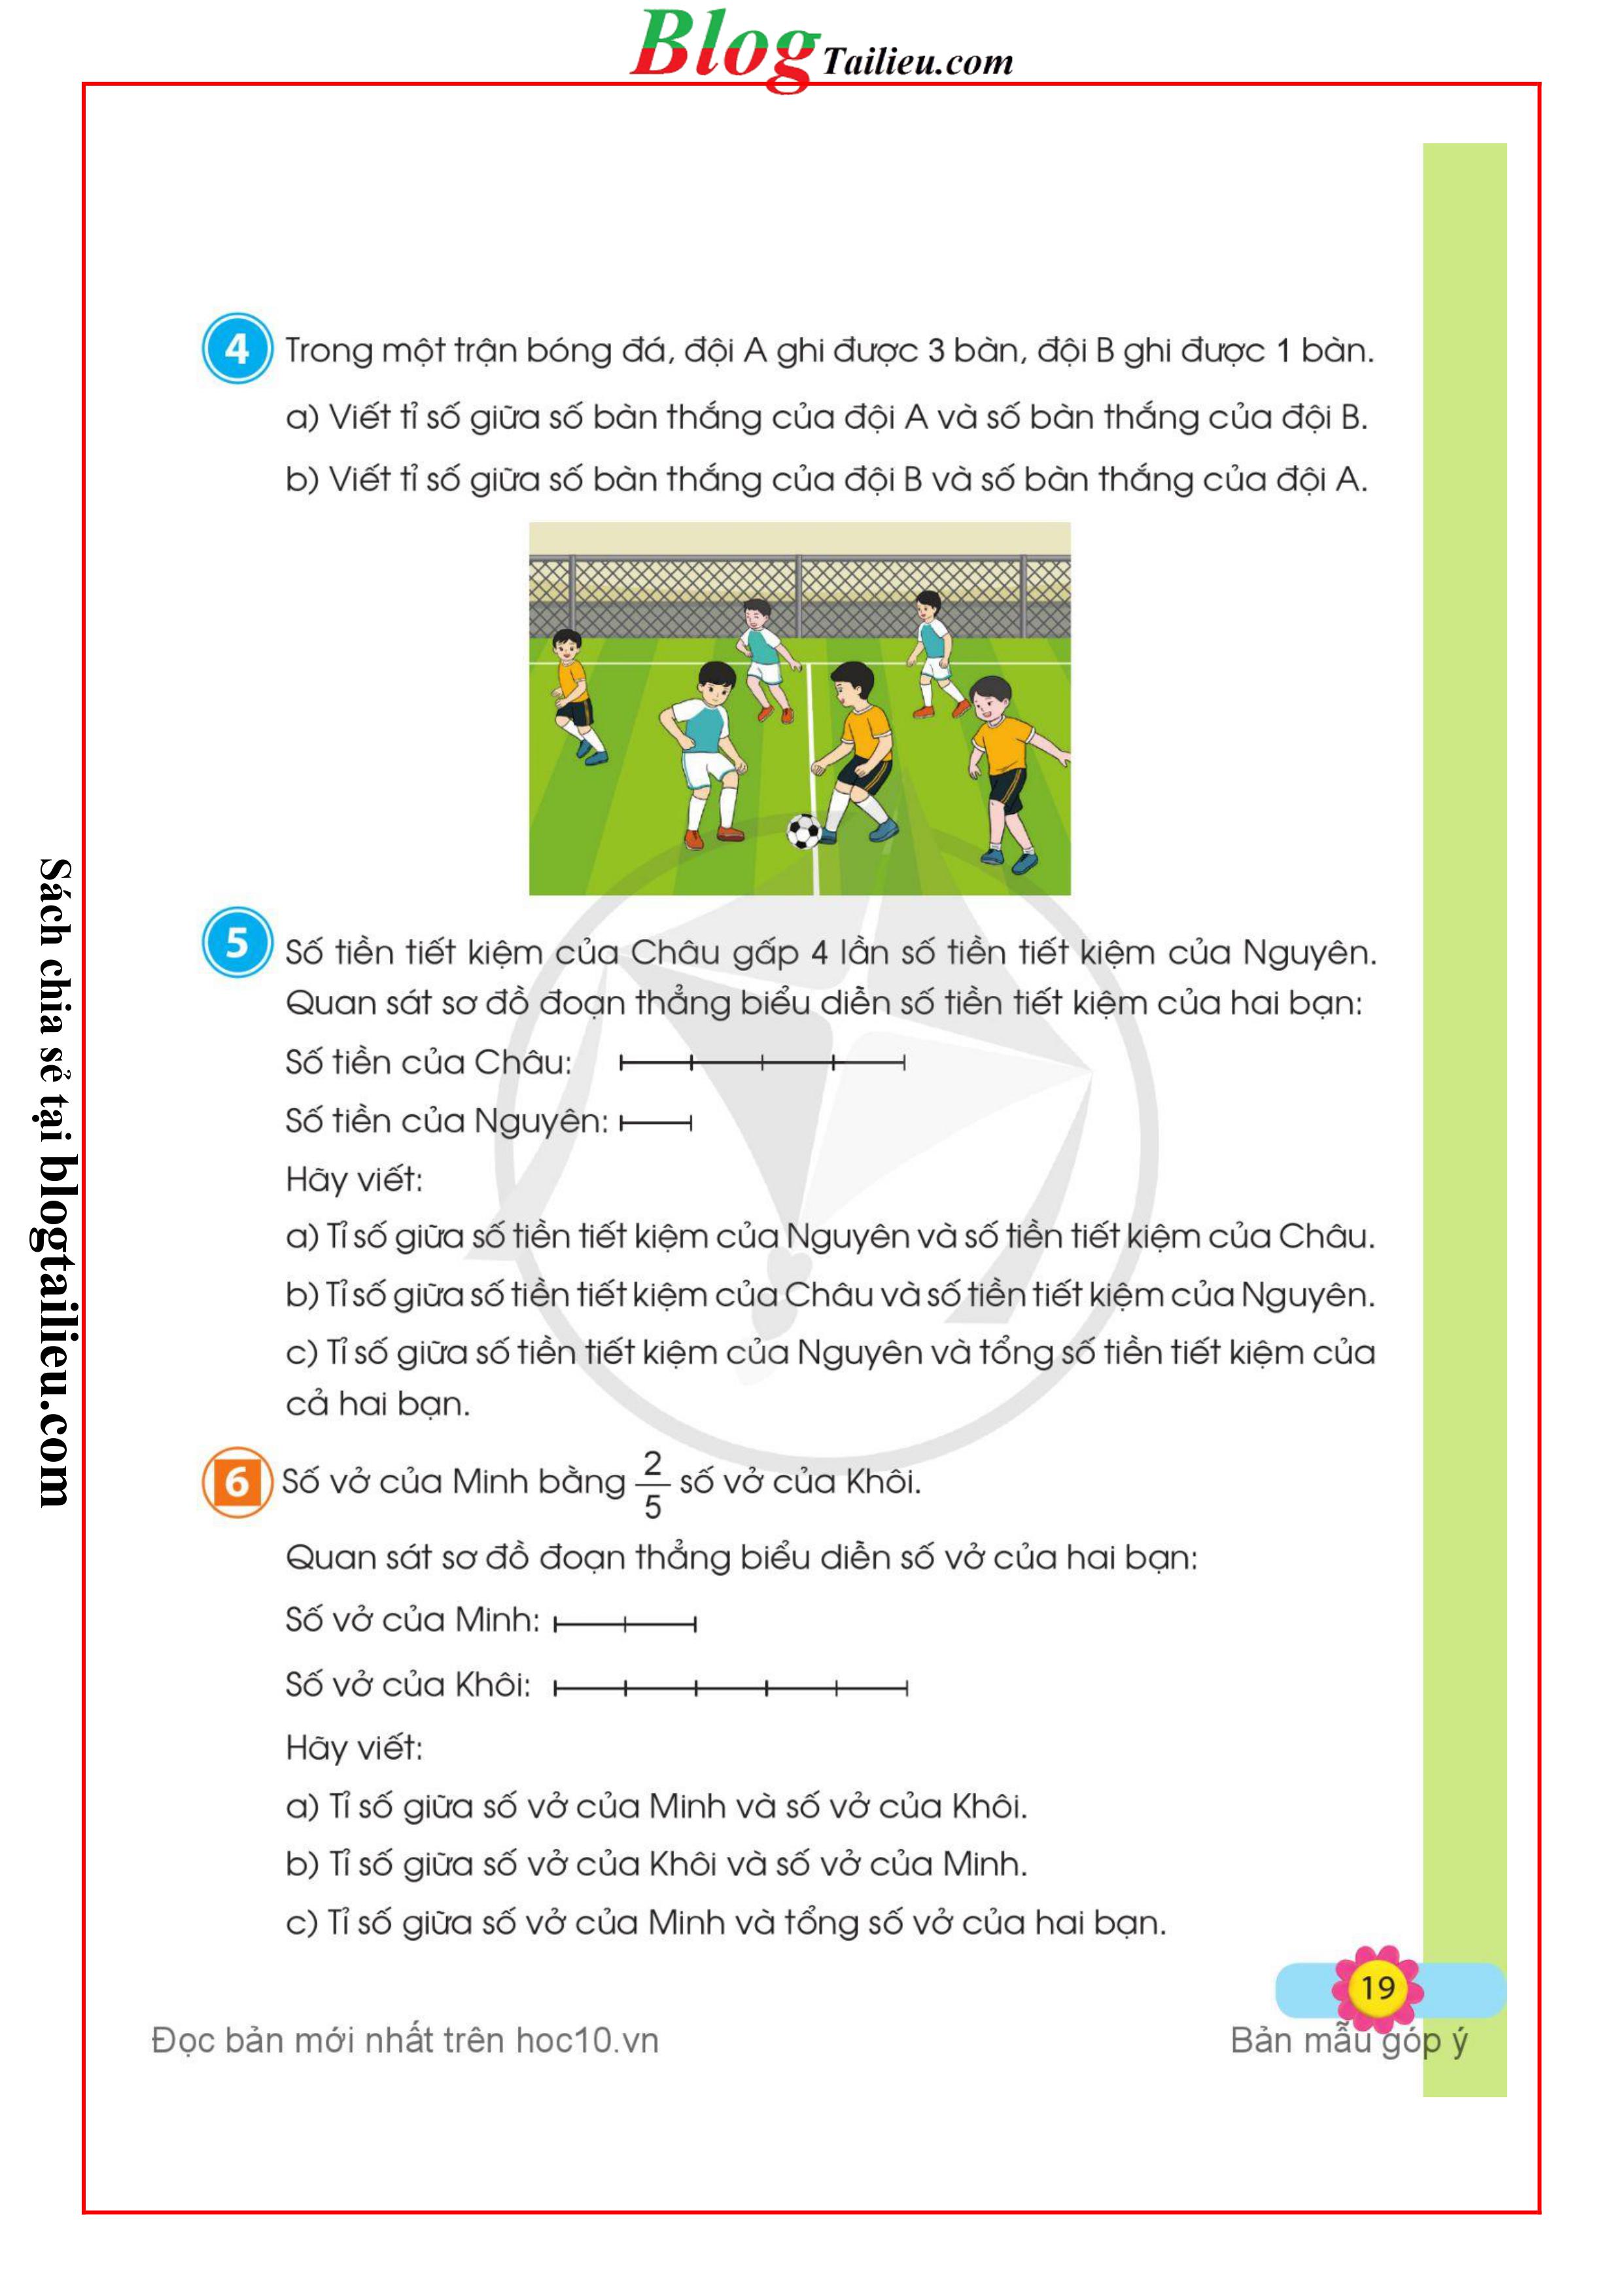 Blog Tailieu.com
4 Trong một trận bóng đá, đội A ghi được 3 bàn, đội B ghi được 1 bàn.
a) Viết tỉ số giữa số bàn thắng của đội A và số bàn thắng của đội B.
b) Viết tỉ số giữa số bàn thắng của đội B và số bàn thắng của đội A.
5 Số tiền tiết kiệm của Châu gấp 4 lần số tiền tiết kiệm của Nguyên.
Quan sát sơ đồ đoạn thẳng biểu diễn số tiền tiết kiệm của hai bạn:
Số tiền của Châu:
Số tiền của Nguyên:
Hãy viết:
a) Tỉ số giữa số tiền tiết kiệm của Nguyên và số tiền tiết kiệm của Châu.
b) Tỉ số giữa số tiền tiết kiệm của Châu và số tiền tiết kiệm của Nguyên.
c) Tỉ số giữa số tiền tiết kiệm của Nguyên và tổng số tiền tiết kiệm của
cả hai bạn.
6 Số vở của Minh bằng 2/5 số vở của Khôi.
Quan sát sơ đồ đoạn thẳng biểu diễn số vở của hai bạn:
Số vở của Minh:
Số vở của Khôi:
Hãy viết:
a) Tỉ số giữa số vở của Minh và số vở của Khôi.
b) Tỉ số giữa số vở của Khôi và số vở của Minh.
c) Tỉ số giữa số vở của Minh và tổng số vở của hai bạn.
19
Đọc bản mới nhất trên hoc10.vn
Bản mẫu góp ý
Sách chia sẻ tại blogtailieu.com